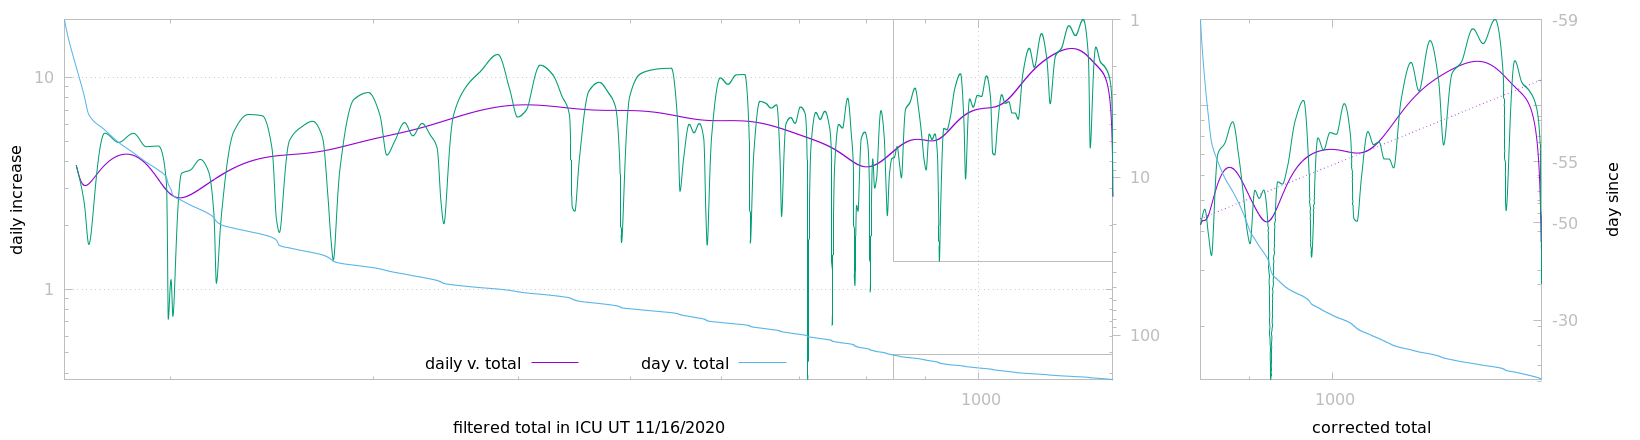 daily increase
10
1
daily v. total
day v. total
1
10
100
1000
filtered total in ICU UT 11/16/2020
-59
-55
-50
-30
day since
1000
corrected total